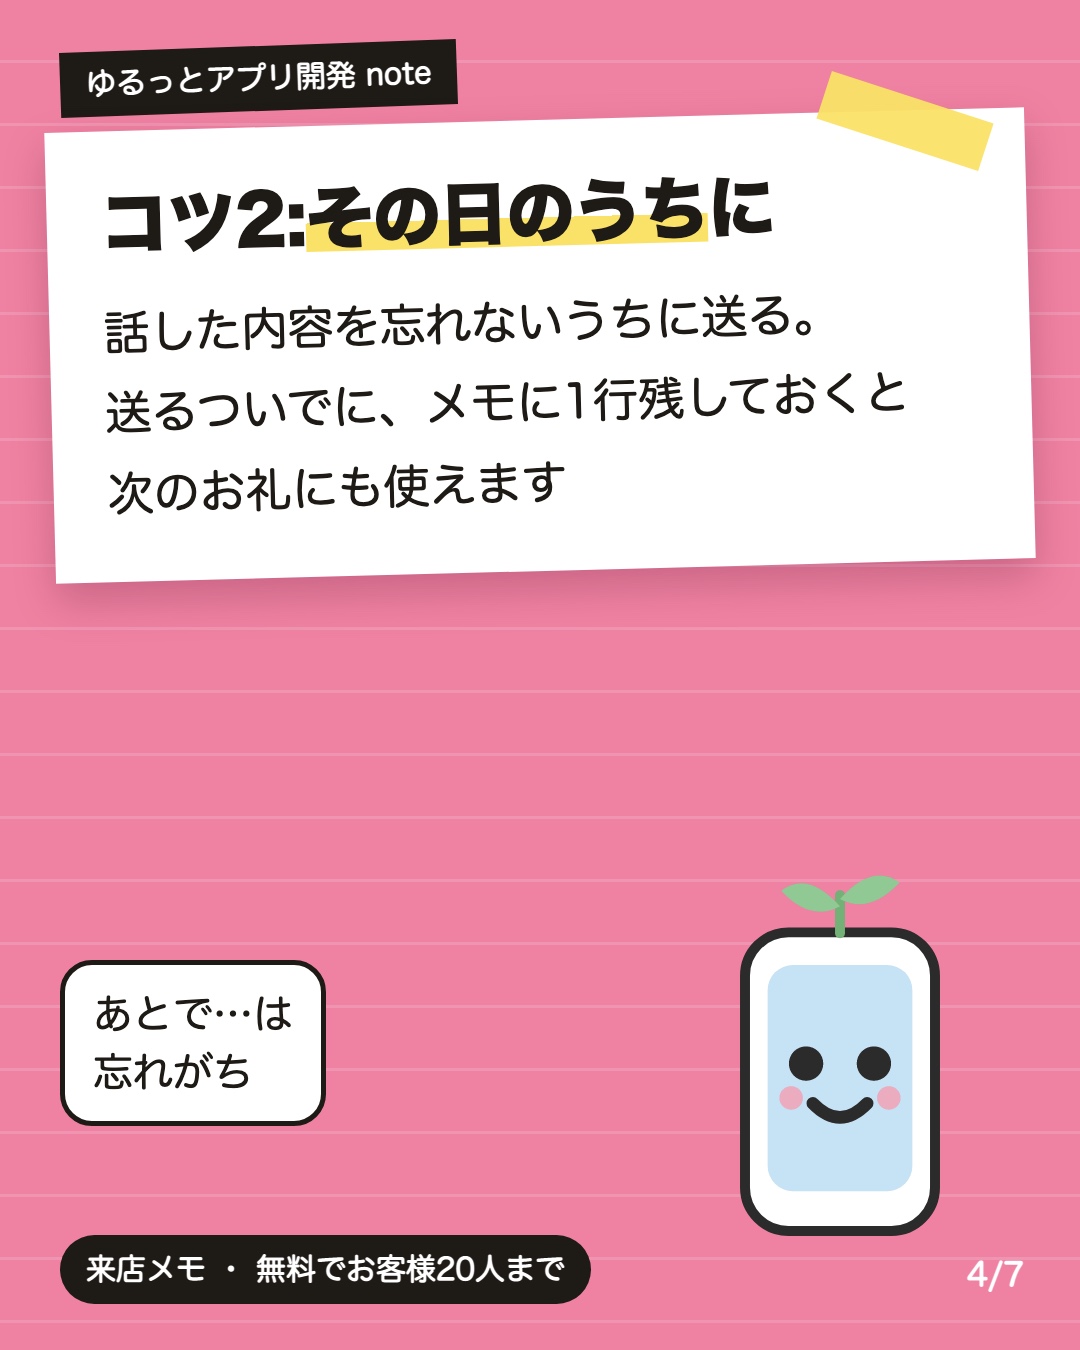 ゆるっとアプリ開発 note
コツ2:その日のうちに
話した内容を忘れないうちに送る。
送るついでに、メモに1行残しておくと
次のお礼にも使えます
あとで…は
忘れがち
来店メモ ・ 無料でお客様20人まで
4/7